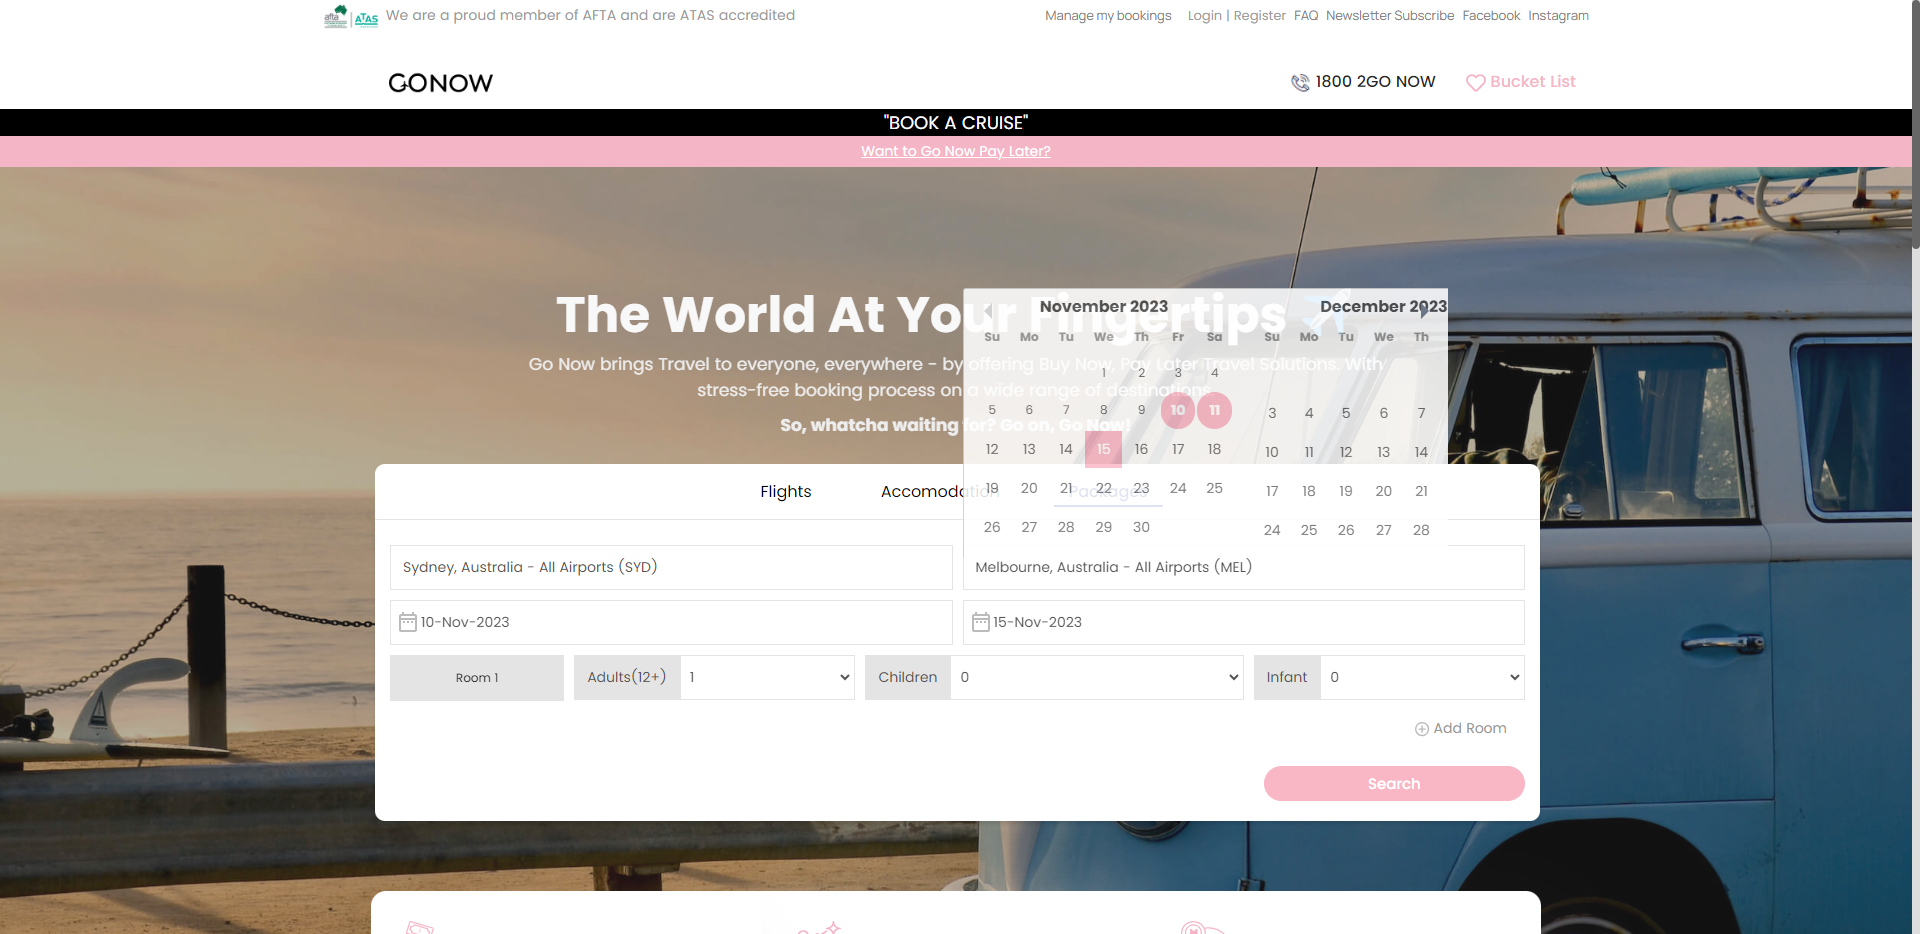 afta
ATAS
We are a proud member of AFTA and are ATAS accredited
Manage my bookings Login | Register FAQ Newsletter Subscribe Facebook Instagram
GONOW
1800 2GO NOW
Bucket List
"BOOK A CRUISE"
Want to Go Now Pay Later?
The World At Your Fingertips
Go Now brings Travel to everyone, everywhere - by offering Buy Now, Pay Later Travel Solutions. With
stress-free booking process on a wide range of destinations
So, whatcha waiting for? Go on, Go Now!
November 2023
Su Mo Tu We Th Fr Sa
1 2 3 4
5 6 7 8 9 10 11
12 13 14 15 16 17 18
19 20 21 22 23 24 25
26 27 28 29 30
December 2023
Su Mo Tu We Th
3 4 5 6 7
10 11 12 13 14
17 18 19 20 21
24 25 26 27 28
Flights Accomodation Packages
Sydney, Australia - All Airports (SYD)
Melbourne, Australia - All Airports (MEL)
10-Nov-2023
15-Nov-2023
Room 1
Adults(12+) 1
Children 0
Infant 0
Add Room
Search